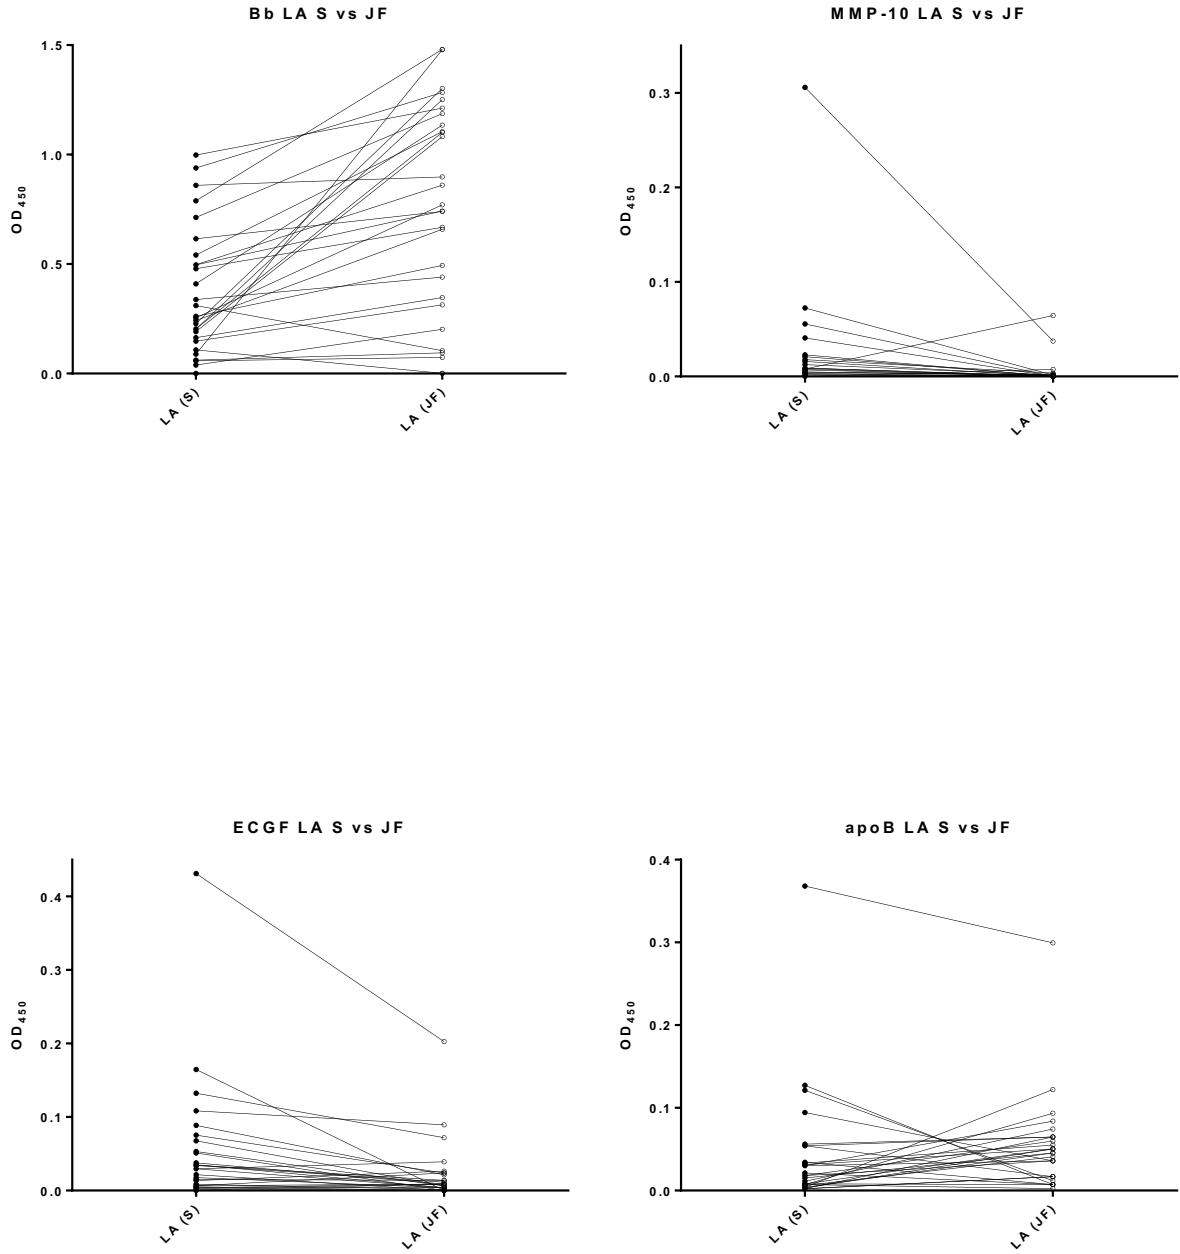 Bb LA S vs JF
1.5
1.0
0.5
0.0
OD450
LA (S)
LA (JF)
MMP-10 LA S vs JF
0.3
0.2
0.1
0.0
OD450
LA (S)
LA (JF)
ECGF LA S vs JF
0.4
0.3
0.2
0.1
0.0
OD450
LA (S)
LA (JF)
apoB LA S vs JF
0.4
0.3
0.2
0.1
0.0
OD450
LA (S)
LA (JF)